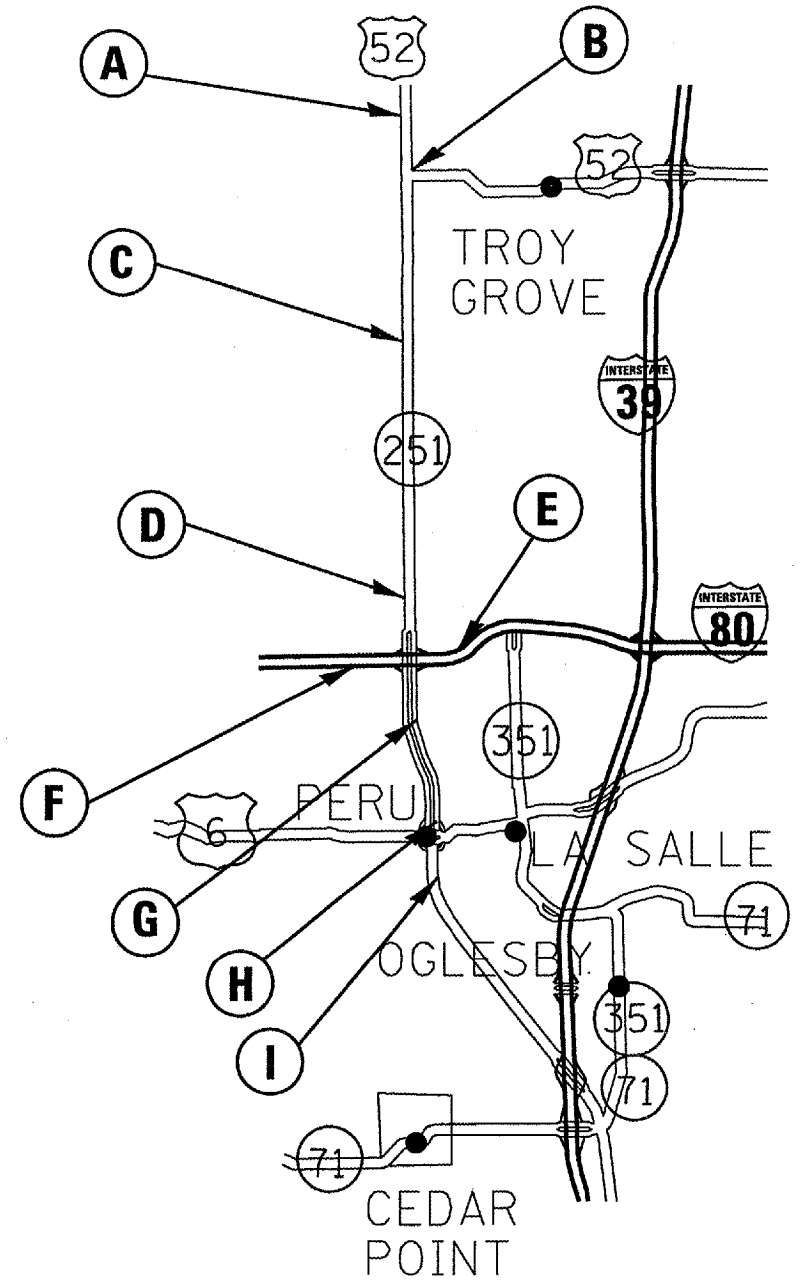 52
A
B
52
TROY
GROVE
C
INTERSTATE
39
251
E
D
INTERSTATE
80
351
F
PERU
6
LA SALLE
G
71
OGLESBY
H
351
I
71
71
CEDAR
POINT